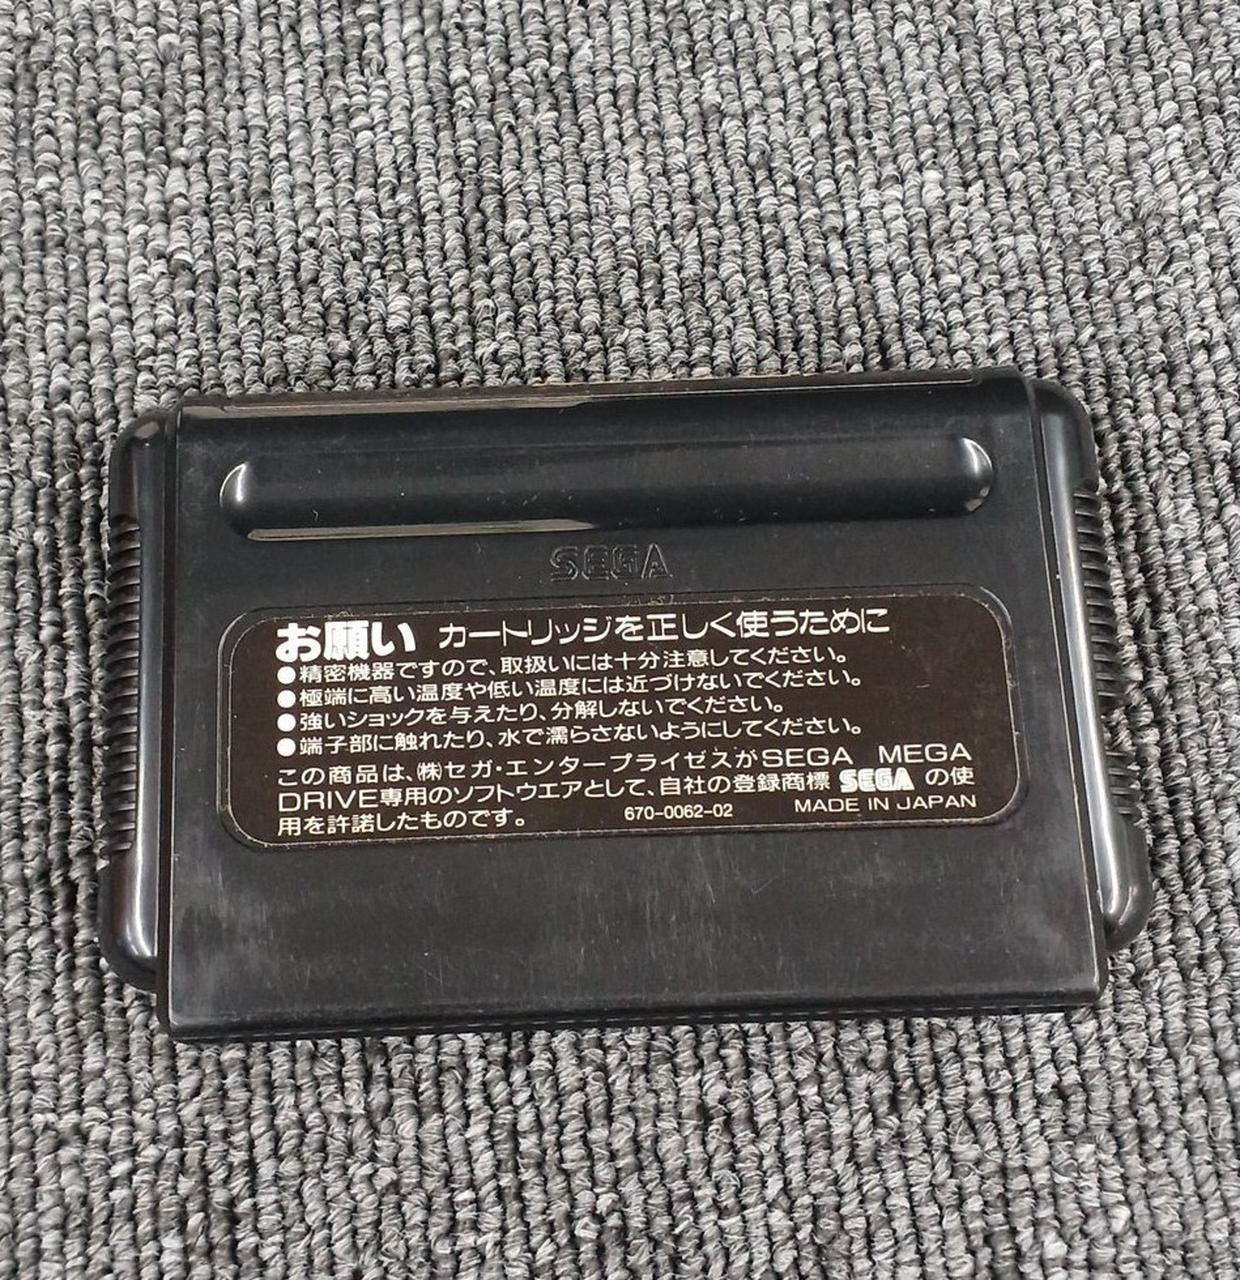 SEGA
お願い カートリッジを正しく使うために
●精密機器ですので、取扱いには十分注意してください。
●極端に高い温度や低い温度には近づけないでください。
●強いショックを与えたり、分解しないでください。
●端子部に触れたり、水で濡らさないようにしてください。
この商品は、㈱セガ・エンタープライゼスがSEGA MEGA
DRIVE専用のソフトウエアとして、自社の登録商標 SEGA の使
用を許諾したものです。 670-0062-02 MADE IN JAPAN